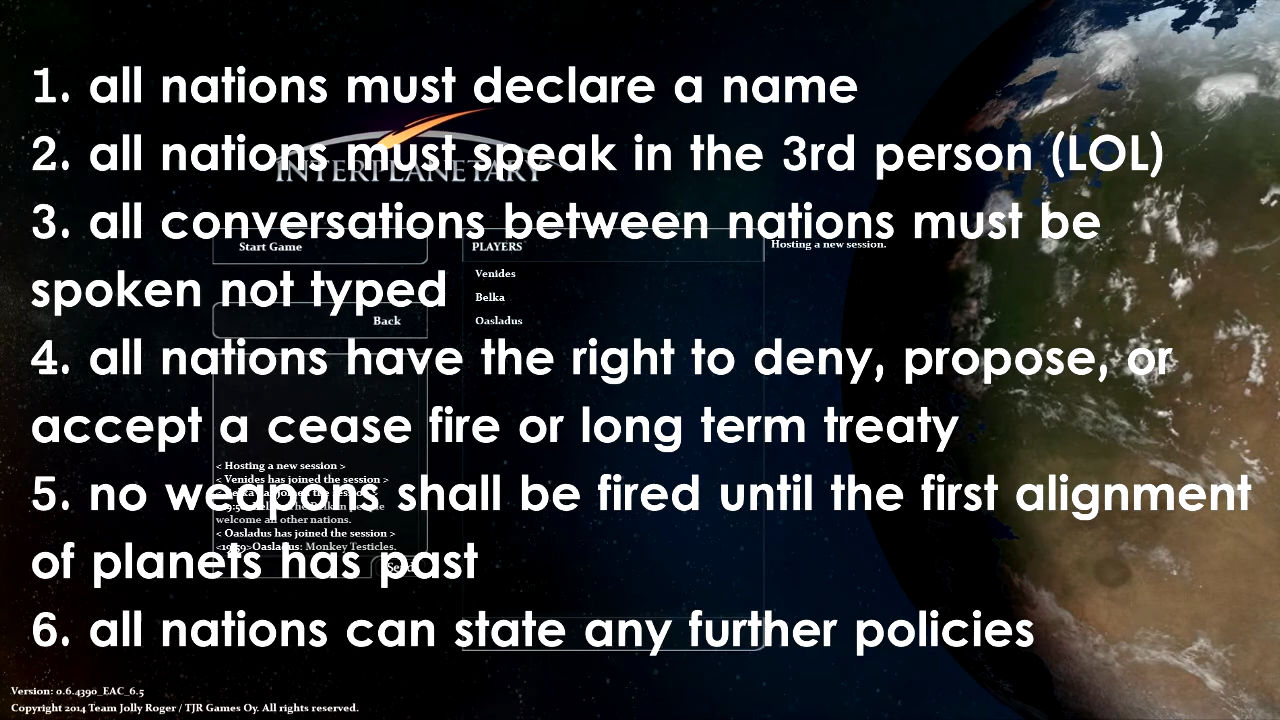 1. all nations must declare a name
2. all nations must speak in the 3rd person (LOL)
INTERPLANETARY
3. all conversations between nations must be
spoken not typed
Start Game
PLAYERS
Hosting a new session.
Venides
Belka
Oasladus
Back
4. all nations have the right to deny, propose, or
accept a cease fire or long term treaty
< Hosting a new session >
< Venides has joined the session >
5. no weapons shall be fired until the first alignment
welcome all other nations.
< Oasladus has joined the session >
<19:59>Oasladus: Monkey Testicles.
of planets has past
Send
6. all nations can state any further policies
Version: 0.6.4390_EAC_6.5
Copyright 2014 Team Jolly Roger / TJR Games Oy. All rights reserved.